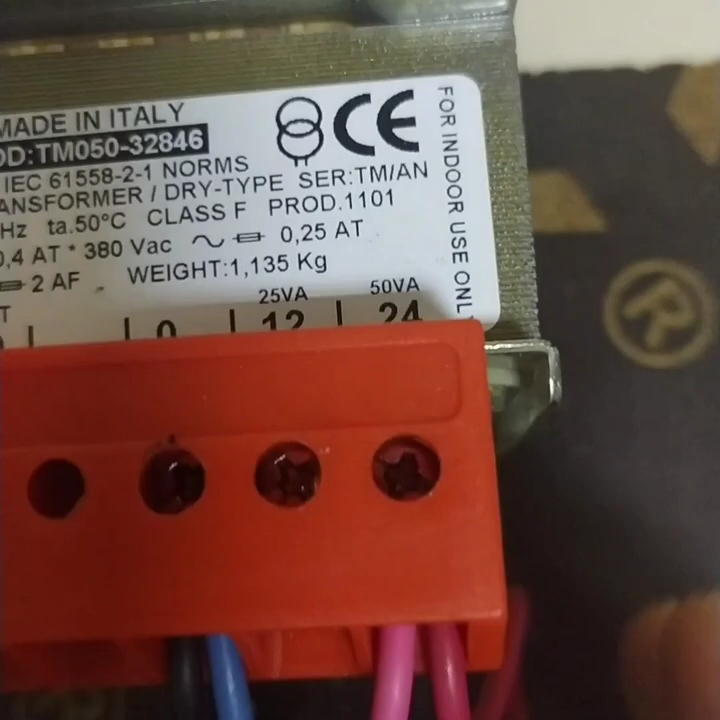 MADE IN ITALY
OD:TM050-32846
IEC 61558-2-1 NORMS
ANSFORMER / DRY-TYPE SER:TM/AN
Hz ta.50°C CLASS F PROD.1101
0,4 AT * 380 Vac 0,25 AT
2 AF WEIGHT:1,135 Kg
25VA 50VA
0 12 24
CE
FOR INDOOR USE ONLY
R